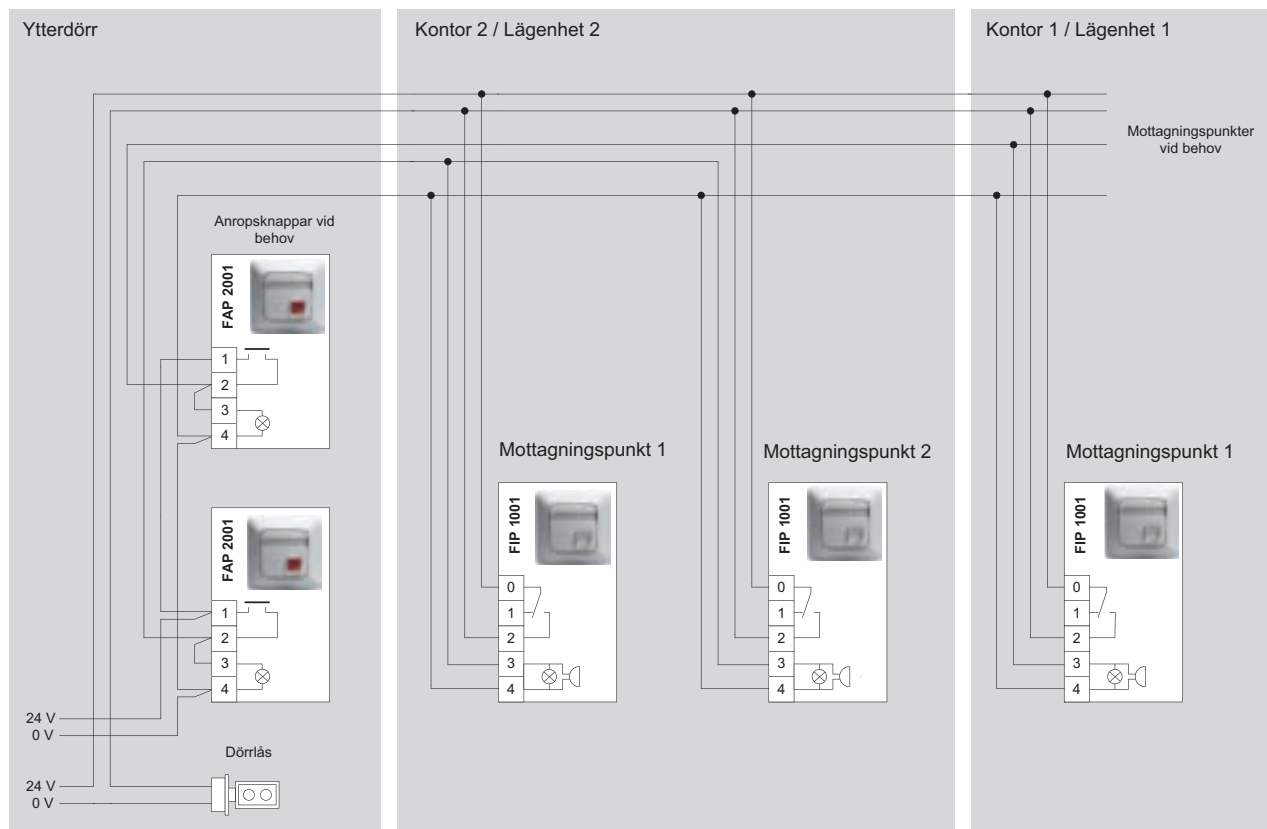 Ytterdörr
Kontor 2 / Lägenhet 2
Kontor 1 / Lägenhet 1
Mottagningspunkter
vid behov
Anropsknappar vid
behov
FAP 2001
1
2
3
4
FAP 2001
1
2
3
4
24 V
0 V
Dörrlås
24 V
0 V
Mottagningspunkt 1
FIP 1001
0
1
2
3
4
Mottagningspunkt 2
FIP 1001
0
1
2
3
4
Mottagningspunkt 1
FIP 1001
0
1
2
3
4